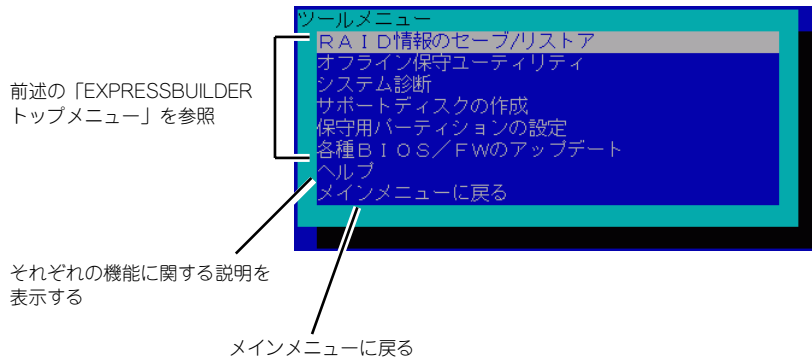 ツールメニュー
ＲＡＩＤ情報のセーブ/リストア
オフライン保守ユーティリティ
システム診断
サポートディスクの作成
保守用パーティションの設定
各種ＢＩＯＳ／ＦＷのアップデート
ヘルプ
メインメニューに戻る
前述の「EXPRESSBUILDER
トップメニュー」を参照
それぞれの機能に関する説明を
表示する
メインメニューに戻る